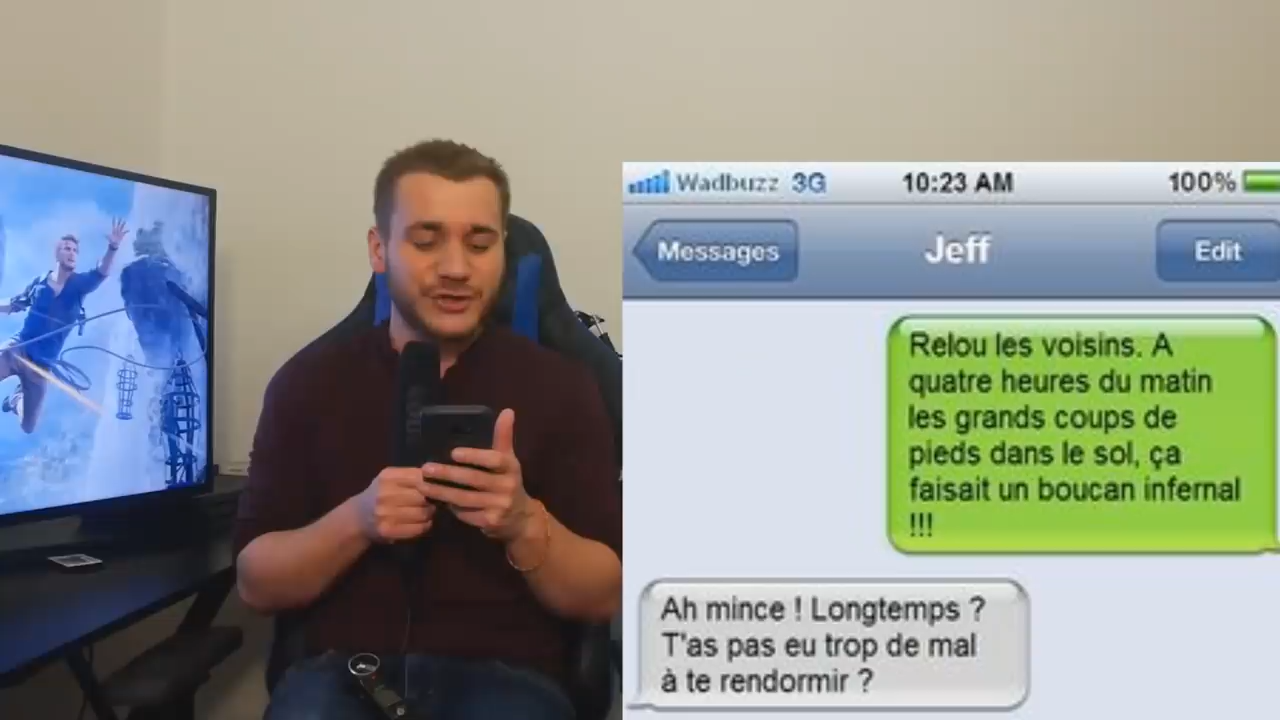 Wadbuzz 3G 10:23 AM 100%
Messages Jeff Edit
Relou les voisins. A
quatre heures du matin
les grands coups de
pieds dans le sol, ça
faisait un boucan infernal
!!!
Ah mince ! Longtemps ?
T'as pas eu trop de mal
à te rendormir ?